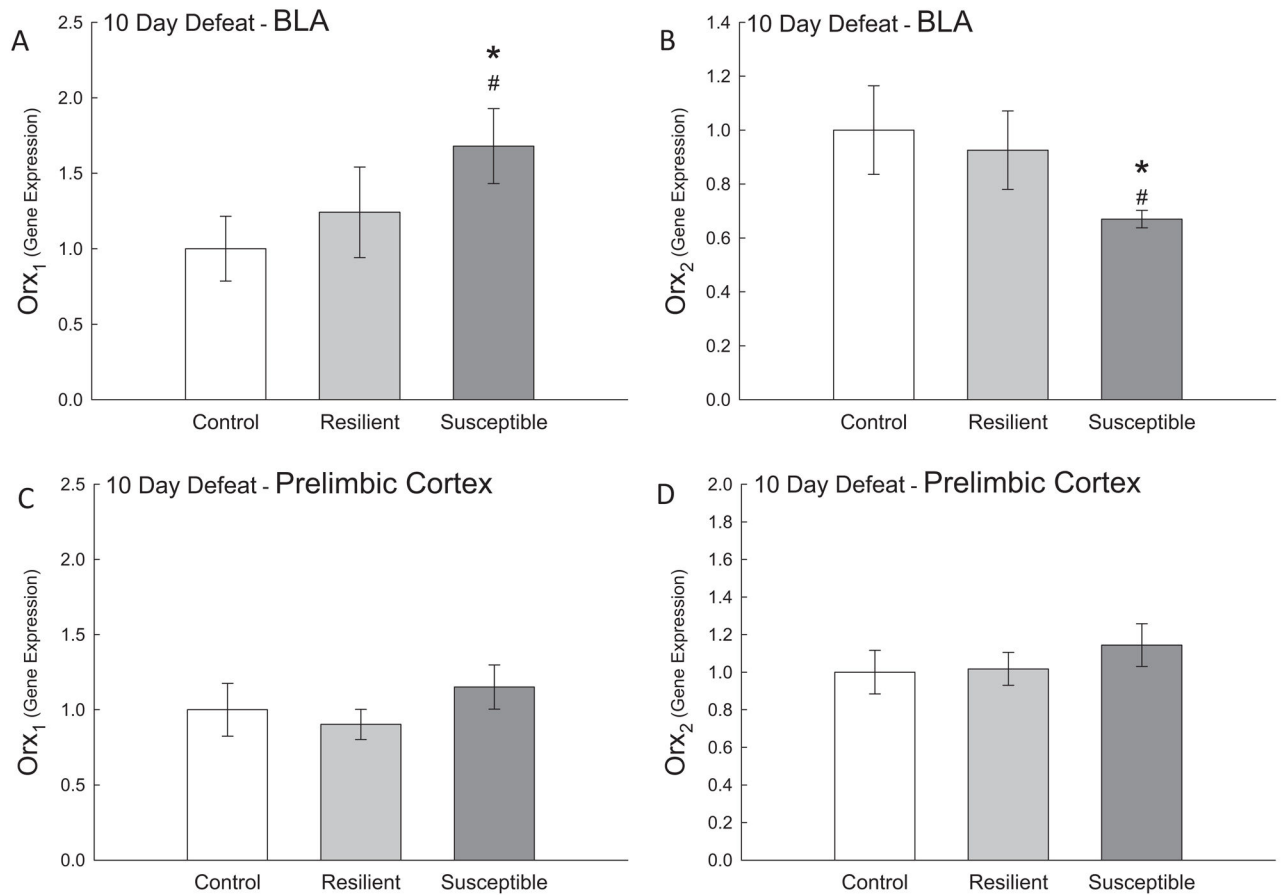 A
10 Day Defeat - BLA
Orx1 (Gene Expression)
2.5
2.0
1.5
1.0
0.5
0.0
*
#
Control Resilient Susceptible
B
10 Day Defeat - BLA
Orx2 (Gene Expression)
1.4
1.2
1.0
0.8
0.6
0.4
0.2
0.0
*
#
Control Resilient Susceptible
C
10 Day Defeat - Prelimbic Cortex
Orx1 (Gene Expression)
2.5
2.0
1.5
1.0
0.5
0.0
Control Resilient Susceptible
D
10 Day Defeat - Prelimbic Cortex
Orx2 (Gene Expression)
2.0
1.8
1.6
1.4
1.2
1.0
0.8
0.6
0.4
0.2
0.0
Control Resilient Susceptible